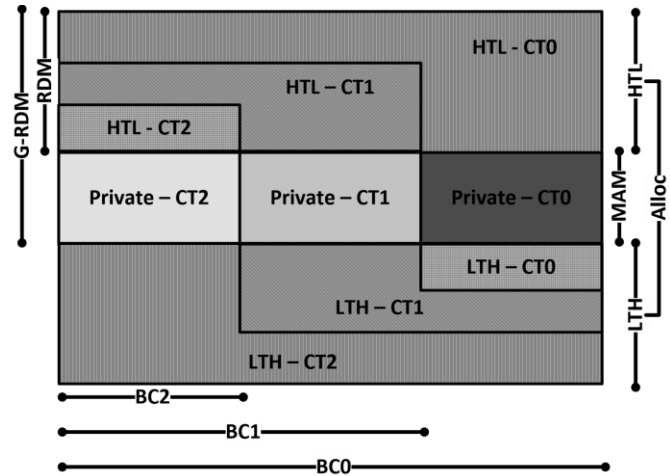 HTL - CT0
HTL – CT1
HTL - CT2
Private – CT2
Private – CT1
Private – CT0
LTH – CT0
LTH – CT1
LTH – CT2
G-RDM
RDM
HTL
MAM
Alloc
LTH
BC2
BC1
BC0